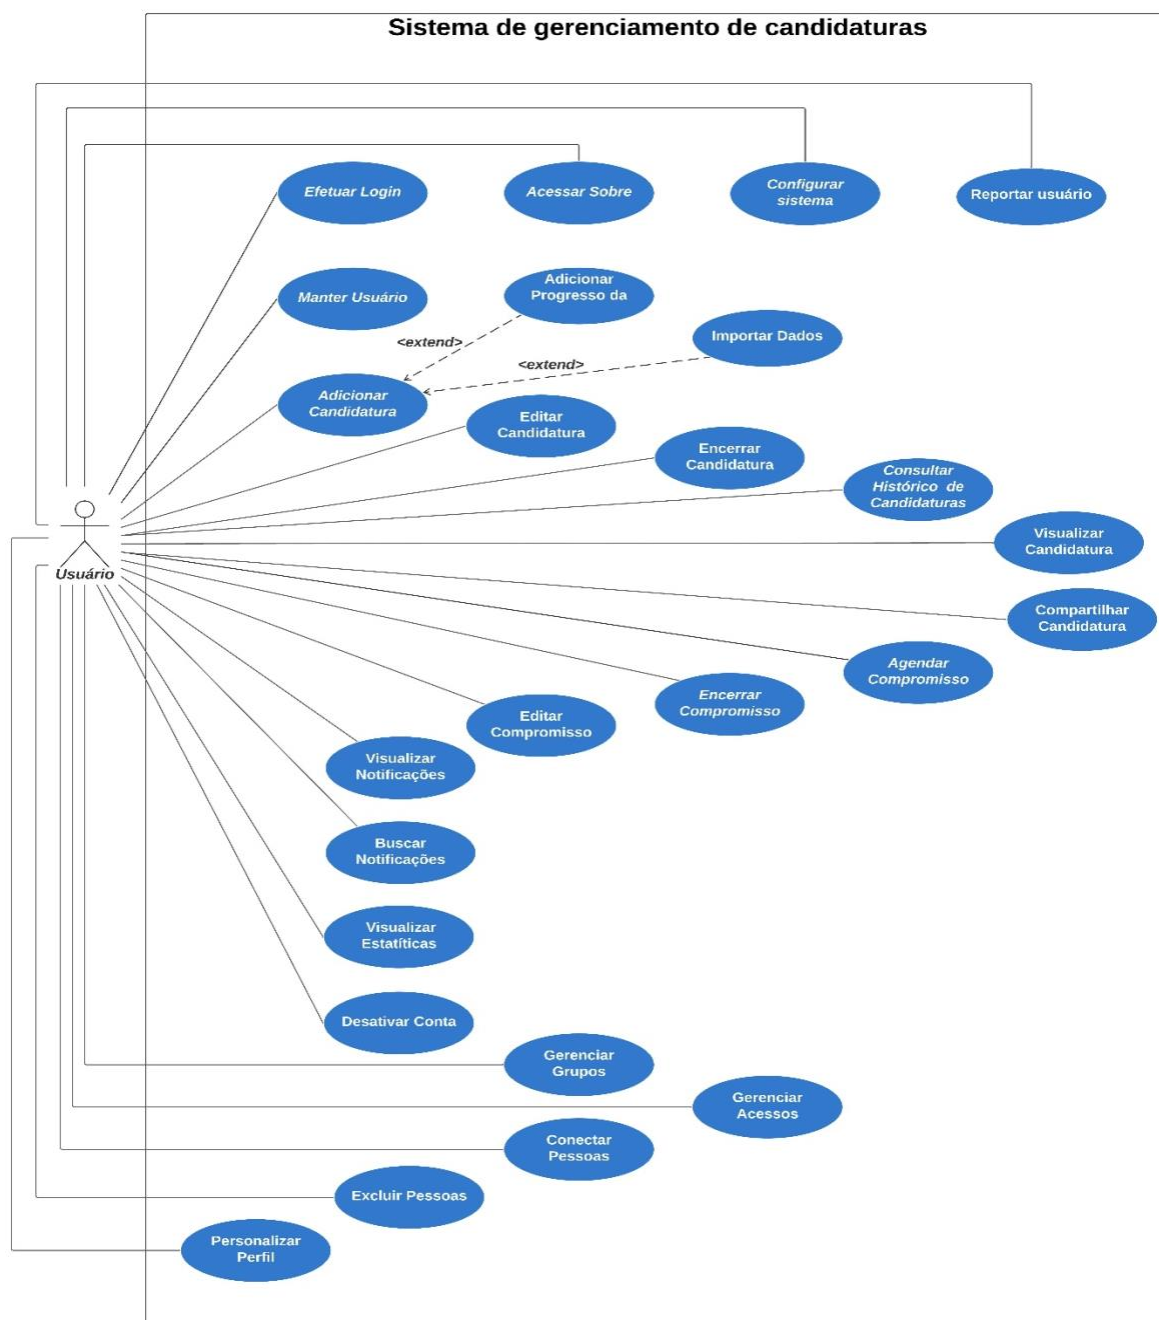 Sistema de gerenciamento de candidaturas
Efetuar Login
Acessar Sobre
Configurar
sistema
Reportar usuário
Manter Usuário
Adicionar
Progresso da
<extend>
Importar Dados
<extend>
Adicionar
Candidatura
Editar
Candidatura
Encerrar
Candidatura
Consultar
Histórico de
Candidaturas
Visualizar
Candidatura
Usuário
Compartilhar
Candidatura
Agendar
Compromisso
Encerrar
Compromisso
Editar
Compromisso
Visualizar
Notificações
Buscar
Notificações
Visualizar
Estatíticas
Desativar Conta
Gerenciar
Grupos
Gerenciar
Acessos
Conectar
Pessoas
Excluir Pessoas
Personalizar
Perfil